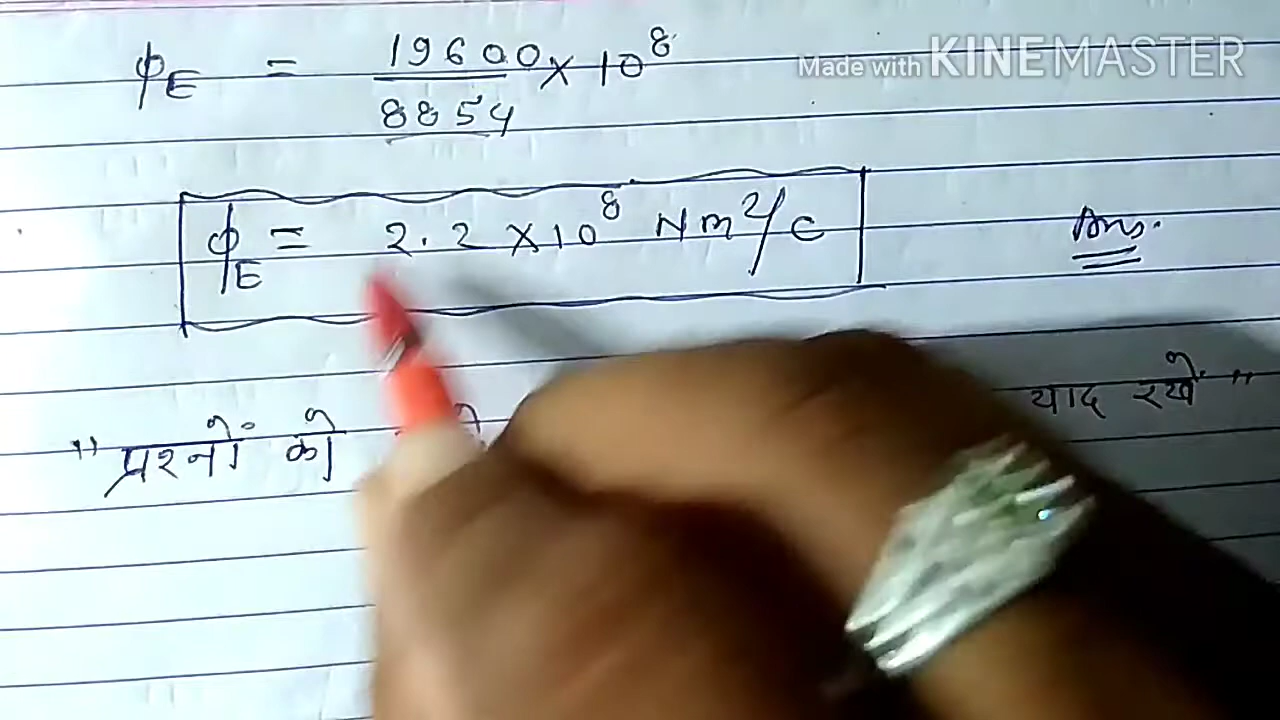 Made with KINEMASTER
ϕE = 19600/8854 × 10⁸
ϕE = 2.2 × 10⁸ Nm²/C
Ans.
"प्रश्नों को याद रखें"